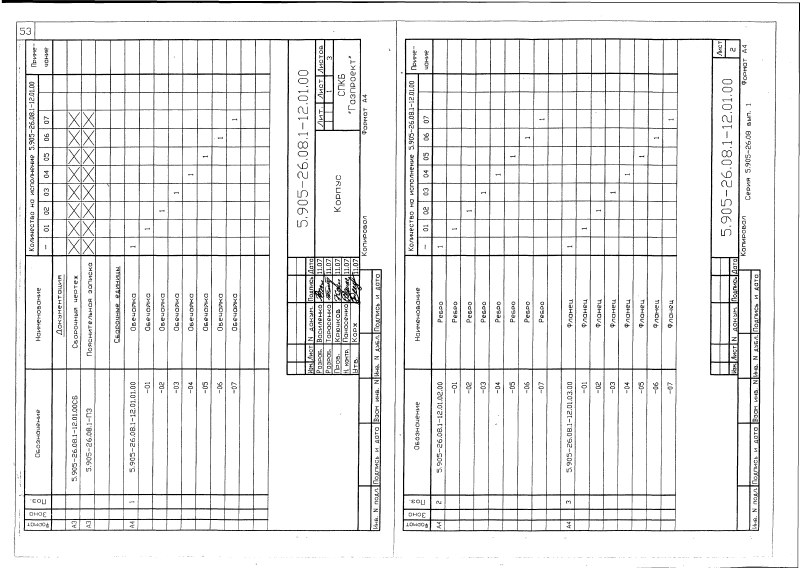 53
Формат Зона Поз. Обозначение Наименование Количество на исполнение 5.905-26.08.1-12.01.00 Приме-чание
– 01 02 03 04 05 06 07
Документация
А3 5.905-26.08.1-12.01.00СБ Сборочный чертеж X X X X X X X X
А3 5.905-26.08.1-ПЗ Пояснительная записка X X X X X X X X
Сборочные единицы
А4 1 5.905-26.08.1-12.01.01.00 Обечайка 1
-01 Обечайка 1
-02 Обечайка 1
-03 Обечайка 1
-04 Обечайка 1
-05 Обечайка 1
-06 Обечайка 1
-07 Обечайка 1
5.905-26.08.1-12.01.00
Изм Лист N докум. Подпись Дата
Разраб. Василенко 11.07
Разраб. Тарасенко 11.07
Пров. 11.07
Н. контр. Панасенко 11.07
Утв. Корж 11.07
Корпус
Лит. Лист Листов
1 3
СПКБ
"Газпроект"
Инв. N подл. Подпись и дата Взам инв. N Инв. N дубл. Подпись и дата
Копировал Формат А4
Формат Зона Поз. Обозначение Наименование Количество на исполнение 5.905-26.08.1-12.01.00 Приме-чание
– 01 02 03 04 05 06 07
А4 2 5.905-26.08.1-12.01.02.00 Ребро 1
-01 Ребро 1
-02 Ребро 1
-03 Ребро 1
-04 Ребро 1
-05 Ребро 1
-06 Ребро 1
-07 Ребро 1
А4 3 5.905-26.08.1-12.01.03.00 Фланец 1
-01 Фланец 1
-02 Фланец 1
-03 Фланец 1
-04 Фланец 1
-05 Фланец 1
-06 Фланец 1
-07 Фланец 1
Изм Лист N докум. Подпись Дата
5.905-26.08.1-12.01.00
Лист
2
Инв. N подл. Подпись и дата Взам инв. N Инв. N дубл. Подпись и дата
Копировал Серия 5.905-26.08 вып. 1 Формат А4